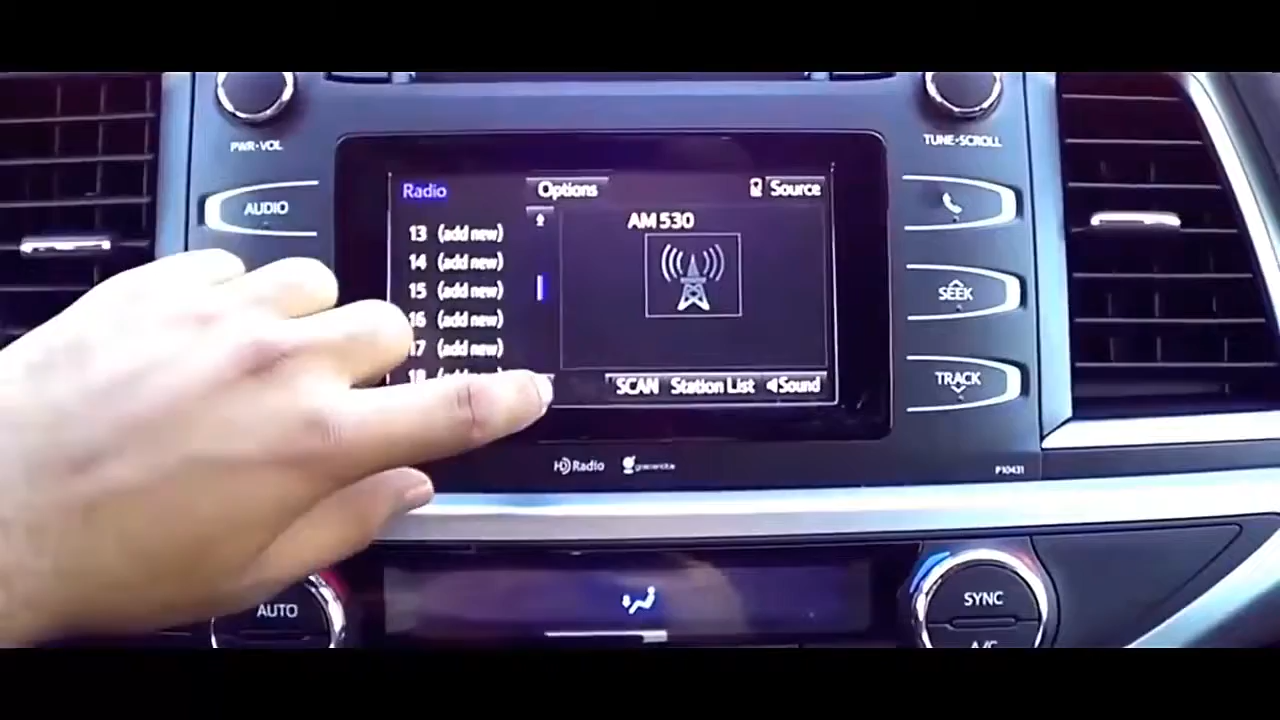 PWR•VOL
TUNE•SCROLL
AUDIO
Radio
Options
Source
AM 530
13 (add new)
14 (add new)
15 (add new)
16 (add new)
17 (add new)
18
SCAN
Station List
Sound
SEEK
TRACK
HD Radio
gracenote
P10431
AUTO
SYNC
A/C